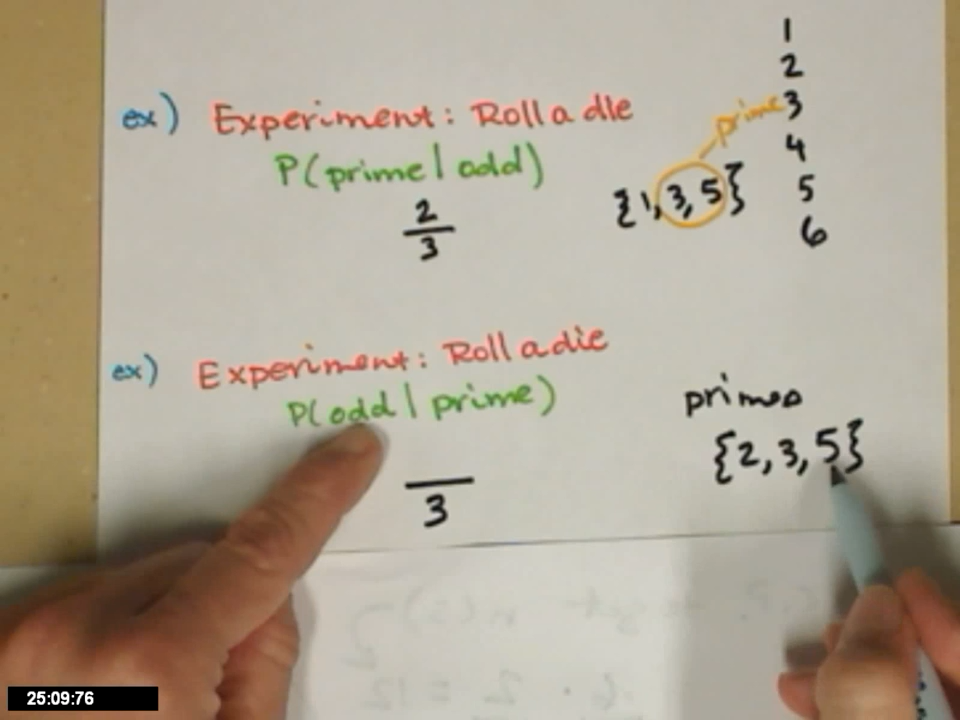 1
2
ex) Experiment: Roll a die
prime 3
P(prime | odd)
4
{1, 3, 5}
5
2
3
6
ex) Experiment: Roll a die
P(odd | prime)
primes
{2, 3, 5}
3
25:09:76